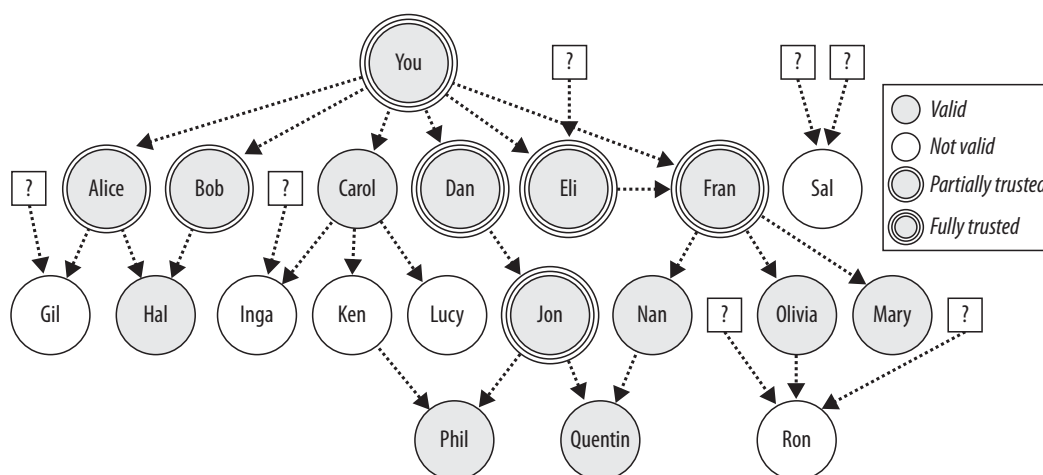 You
?
?
?
Valid
Not valid
Partially trusted
Fully trusted
Alice
Bob
Carol
Dan
Eli
Fran
Sal
?
?
Gil
Hal
Inga
Ken
Lucy
Jon
Nan
?
Olivia
Mary
?
Phil
Quentin
Ron